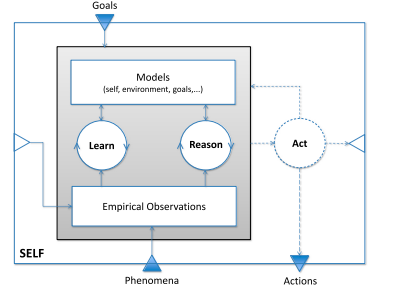 Goals
Models
(self, environment, goals,...)
Learn
Reason
Act
Empirical Observations
SELF
Phenomena
Actions